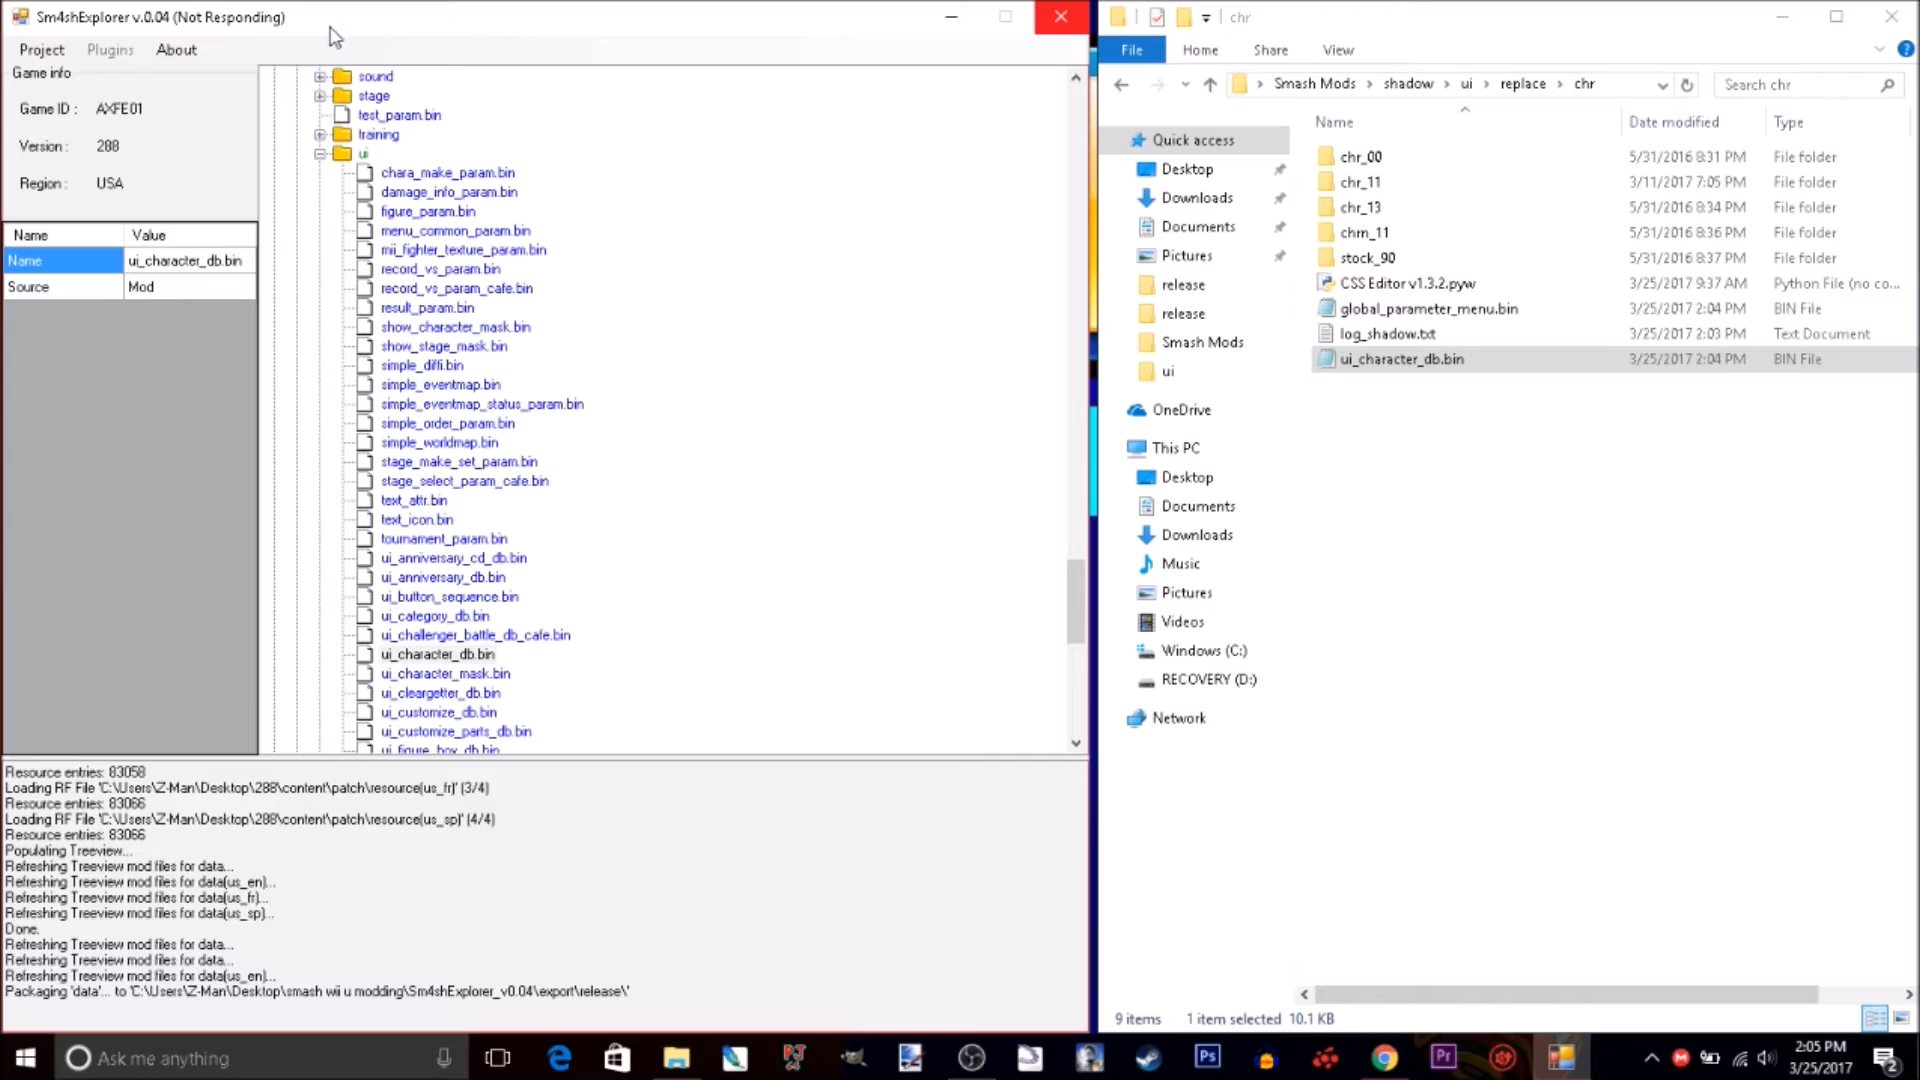 Sm4shExplorer v.0.04 (Not Responding)
Project Plugins About
Game info
Game ID : AXFE01
Version : 288
Region : USA
Name Value
Name ui_character_db.bin
Source Mod
sound
stage
test_param.bin
training
ui
chara_make_param.bin
damage_info_param.bin
figure_param.bin
menu_common_param.bin
mii_fighter_texture_param.bin
record_vs_param.bin
record_vs_param_cafe.bin
result_param.bin
show_character_mask.bin
show_stage_mask.bin
simple_diffi.bin
simple_eventmap.bin
simple_eventmap_status_param.bin
simple_order_param.bin
simple_worldmap.bin
stage_make_set_param.bin
stage_select_param_cafe.bin
text_attr.bin
text_icon.bin
tournament_param.bin
ui_anniversary_cd_db.bin
ui_anniversary_db.bin
ui_button_sequence.bin
ui_category_db.bin
ui_challenger_battle_db_cafe.bin
ui_character_db.bin
ui_character_mask.bin
ui_cleargetter_db.bin
ui_customize_db.bin
ui_customize_parts_db.bin
ui_figure_box_db.bin
Resource entries: 83058
Loading RF File 'C:\Users\Z-Man\Desktop\288\content\patch\resource(us_fr)' (3/4)
Resource entries: 83066
Loading RF File 'C:\Users\Z-Man\Desktop\288\content\patch\resource(us_sp)' (4/4)
Resource entries: 83066
Populating Treeview...
Refreshing Treeview mod files for data...
Refreshing Treeview mod files for data(us_en)...
Refreshing Treeview mod files for data(us_fr)...
Refreshing Treeview mod files for data(us_sp)...
Done.
Refreshing Treeview mod files for data...
Refreshing Treeview mod files for data...
Refreshing Treeview mod files for data(us_en)...
Packaging 'data'... to 'C:\Users\Z-Man\Desktop\smash wii u modding\Sm4shExplorer_v0.04\export\release\'
chr
File Home Share View
Smash Mods > shadow > ui > replace > chr
Search chr
Quick access
Desktop
Downloads
Documents
Pictures
release
release
Smash Mods
ui
OneDrive
This PC
Desktop
Documents
Downloads
Music
Pictures
Videos
Windows (C:)
RECOVERY (D:)
Network
Name Date modified Type
chr_00 5/31/2016 8:31 PM File folder
chr_11 3/11/2017 7:05 PM File folder
chr_13 5/31/2016 8:34 PM File folder
chrn_11 5/31/2016 8:36 PM File folder
stock_90 5/31/2016 8:37 PM File folder
CSS Editor v1.3.2.pyw 3/25/2017 9:37 AM Python File (no co...
global_parameter_menu.bin 3/25/2017 2:04 PM BIN File
log_shadow.txt 3/25/2017 2:03 PM Text Document
ui_character_db.bin 3/25/2017 2:04 PM BIN File
9 items 1 item selected 10.1 KB
Ask me anything
Ps
Pr
2:05 PM
3/25/2017
2